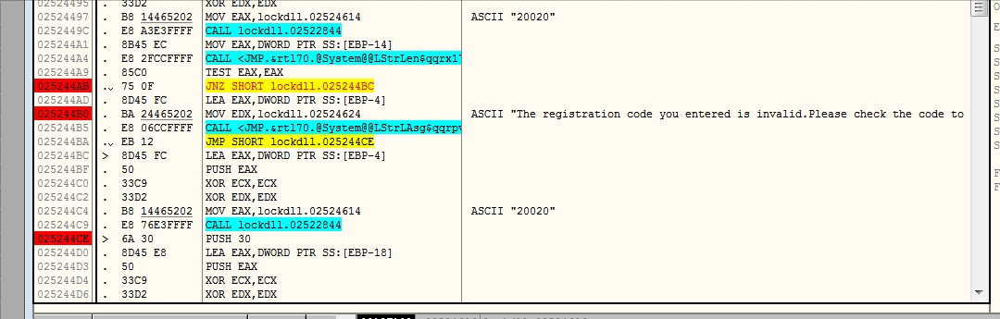 02524495 . 33D2 XOR EDX,EDX
02524497 . B8 14465202 MOV EAX,lockdll.02524614 ASCII "20020"
0252449C . E8 A3E3FFFF CALL lockdll.02522844
025244A1 . 8B45 EC MOV EAX,DWORD PTR SS:[EBP-14]
025244A4 . E8 2FCCFFFF CALL <JMP.&rtl70.@System@@LStrLen$qqrx17
025244A9 . 85C0 TEST EAX,EAX
025244AB .⌄ 75 0F JNZ SHORT lockdll.025244BC
025244AD . 8D45 FC LEA EAX,DWORD PTR SS:[EBP-4]
025244B0 . BA 24465202 MOV EDX,lockdll.02524624 ASCII "The registration code you entered is invalid.Please check the code to
025244B5 . E8 06CCFFFF CALL <JMP.&rtl70.@System@@LStrLAsg$qqrpv
025244BA .⌄ EB 12 JMP SHORT lockdll.025244CE
025244BC > 8D45 FC LEA EAX,DWORD PTR SS:[EBP-4]
025244BF . 50 PUSH EAX
025244C0 . 33C9 XOR ECX,ECX
025244C2 . 33D2 XOR EDX,EDX
025244C4 . B8 14465202 MOV EAX,lockdll.02524614 ASCII "20020"
025244C9 . E8 76E3FFFF CALL lockdll.02522844
025244CE > 6A 30 PUSH 30
025244D0 . 8D45 E8 LEA EAX,DWORD PTR SS:[EBP-18]
025244D3 . 50 PUSH EAX
025244D4 . 33C9 XOR ECX,ECX
025244D6 . 33D2 XOR EDX,EDX